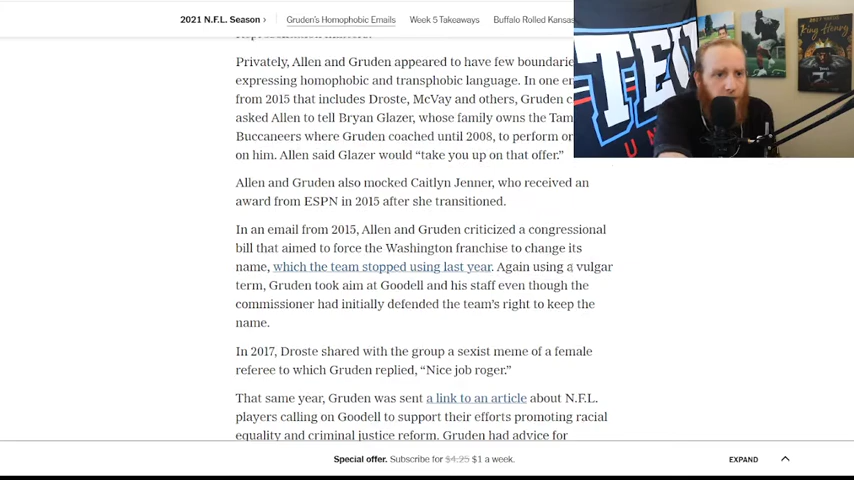 2021 N.F.L. Season › Gruden's Homophobic Emails Week 5 Takeaways Buffalo Rolled Kansas
Privately, Allen and Gruden appeared to have few boundaries
expressing homophobic and transphobic language. In one
from 2015 that includes Droste, McVay and others, Gruden
asked Allen to tell Bryan Glazer, whose family owns the
Buccaneers where Gruden coached until 2008, to perform
on him. Allen said Glazer would “take you up on that offer.”
Allen and Gruden also mocked Caitlyn Jenner, who received an
award from ESPN in 2015 after she transitioned.
In an email from 2015, Allen and Gruden criticized a congressional
bill that aimed to force the Washington franchise to change its
name, which the team stopped using last year. Again using a vulgar
term, Gruden took aim at Goodell and his staff even though the
commissioner had initially defended the team's right to keep the
name.
In 2017, Droste shared with the group a sexist meme of a female
referee to which Gruden replied, “Nice job roger.”
That same year, Gruden was sent a link to an article about N.F.L.
players calling on Goodell to support their efforts promoting racial
equality and criminal justice reform. Gruden had advice for
Special offer. Subscribe for $4.25 $1 a week.
EXPAND
TE
U
King Henry